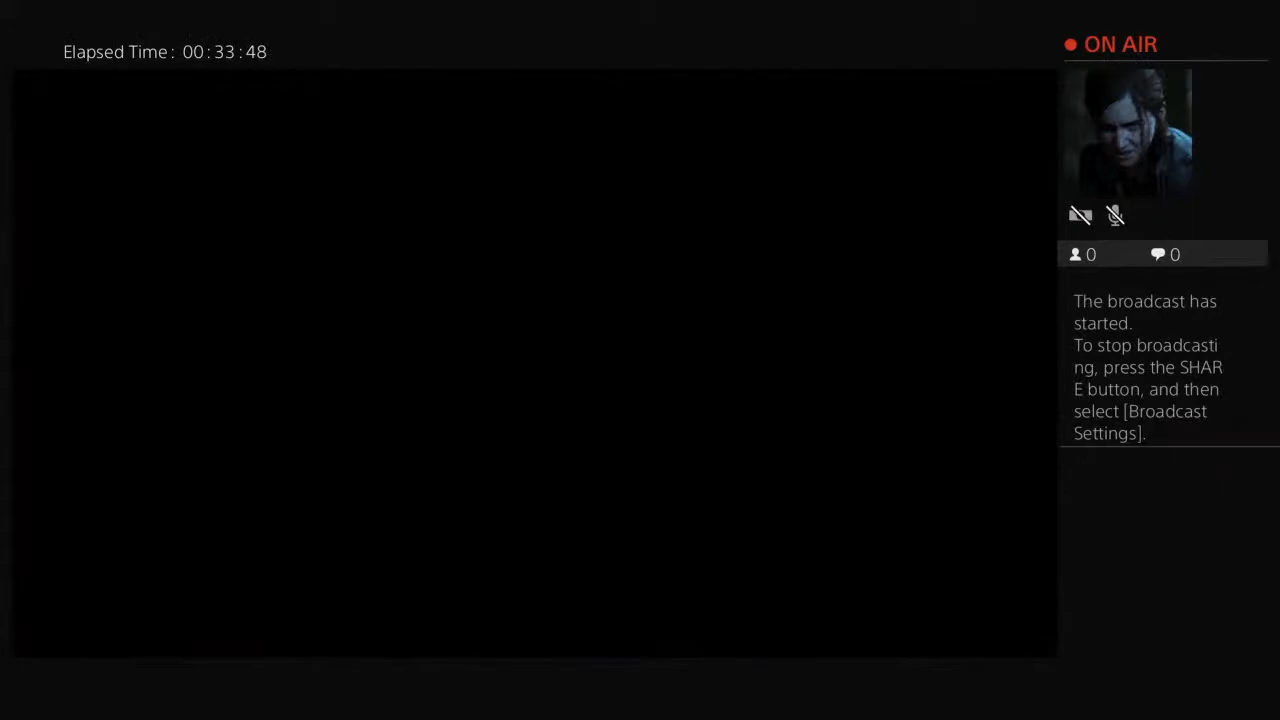 Elapsed Time: 00:33:48
ON AIR
0 0
The broadcast has
started.
To stop broadcasti
ng, press the SHAR
E button, and then
select [Broadcast
Settings].